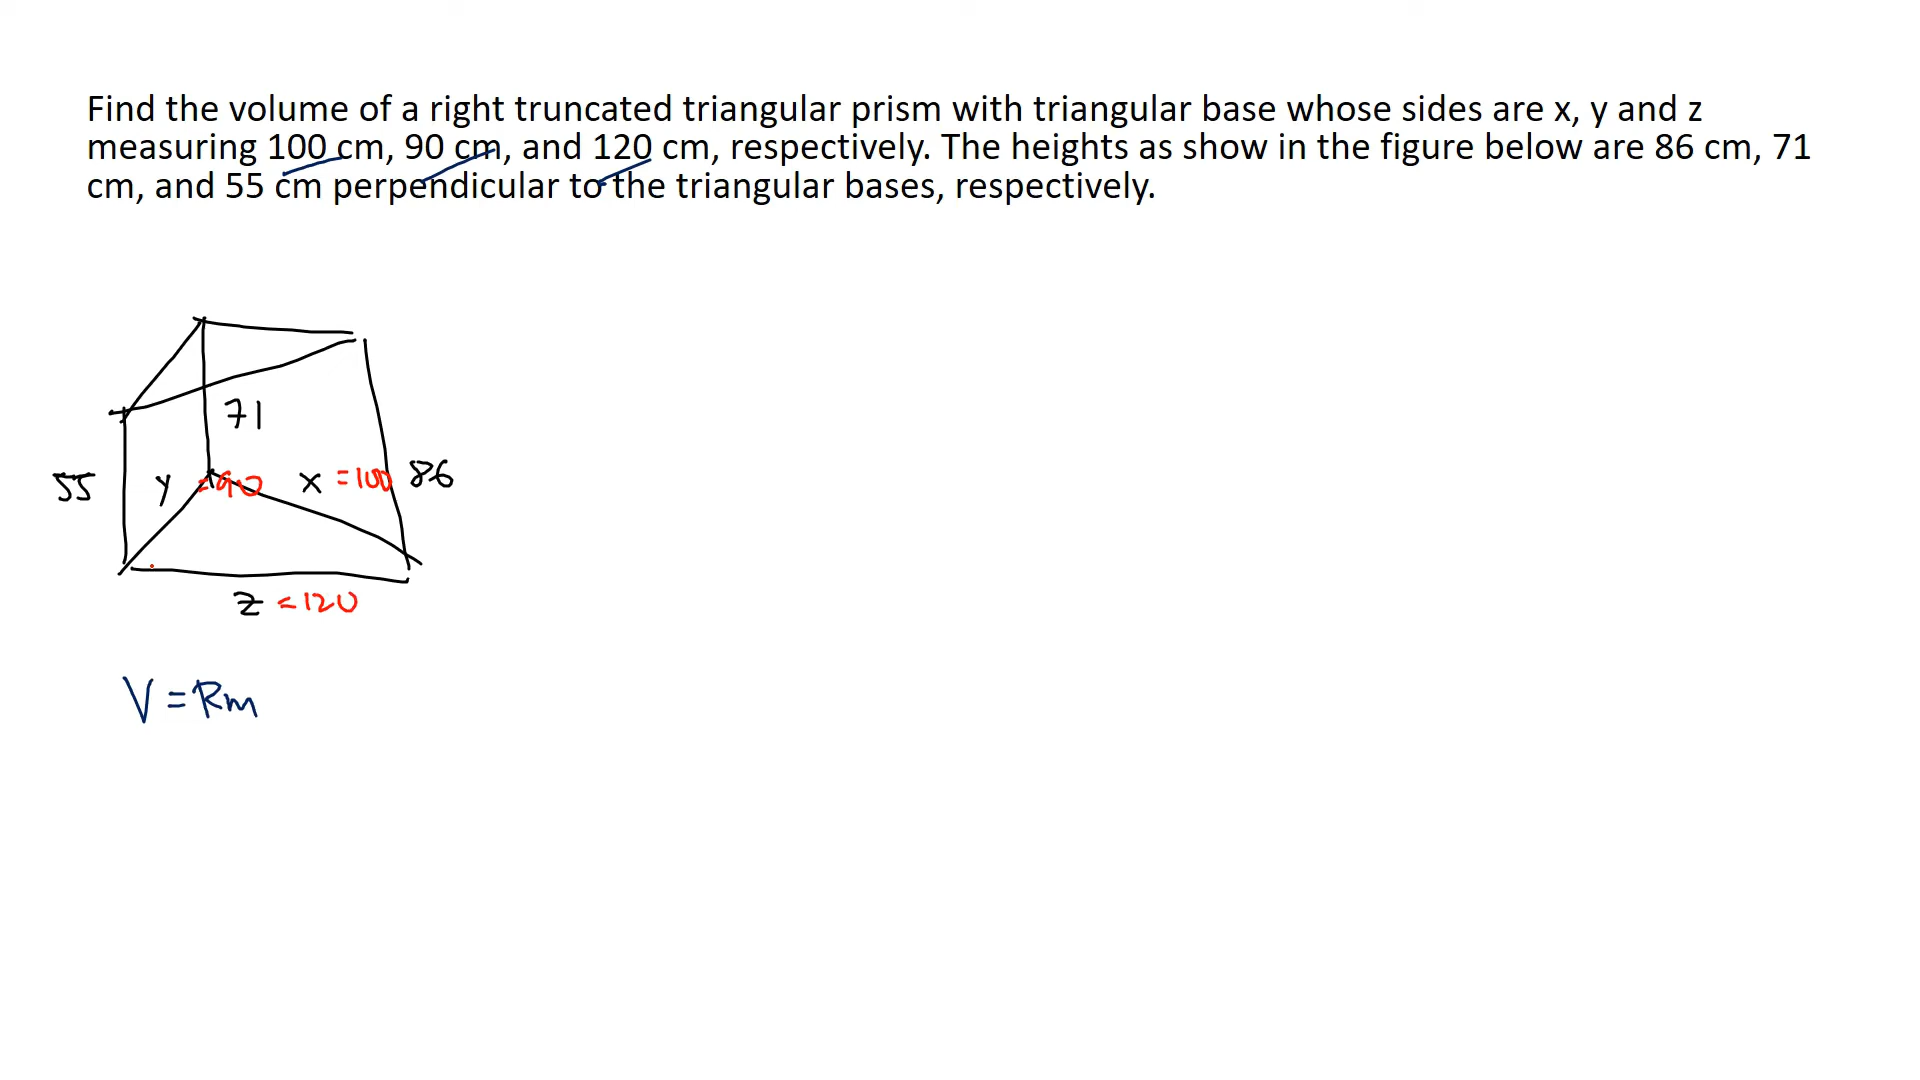 Find the volume of a right truncated triangular prism with triangular base whose sides are x, y and z
measuring 100 cm, 90 cm, and 120 cm, respectively. The heights as show in the figure below are 86 cm, 71
cm, and 55 cm perpendicular to the triangular bases, respectively.
71
55 y =90 x =100 86
z =120
V = Rm